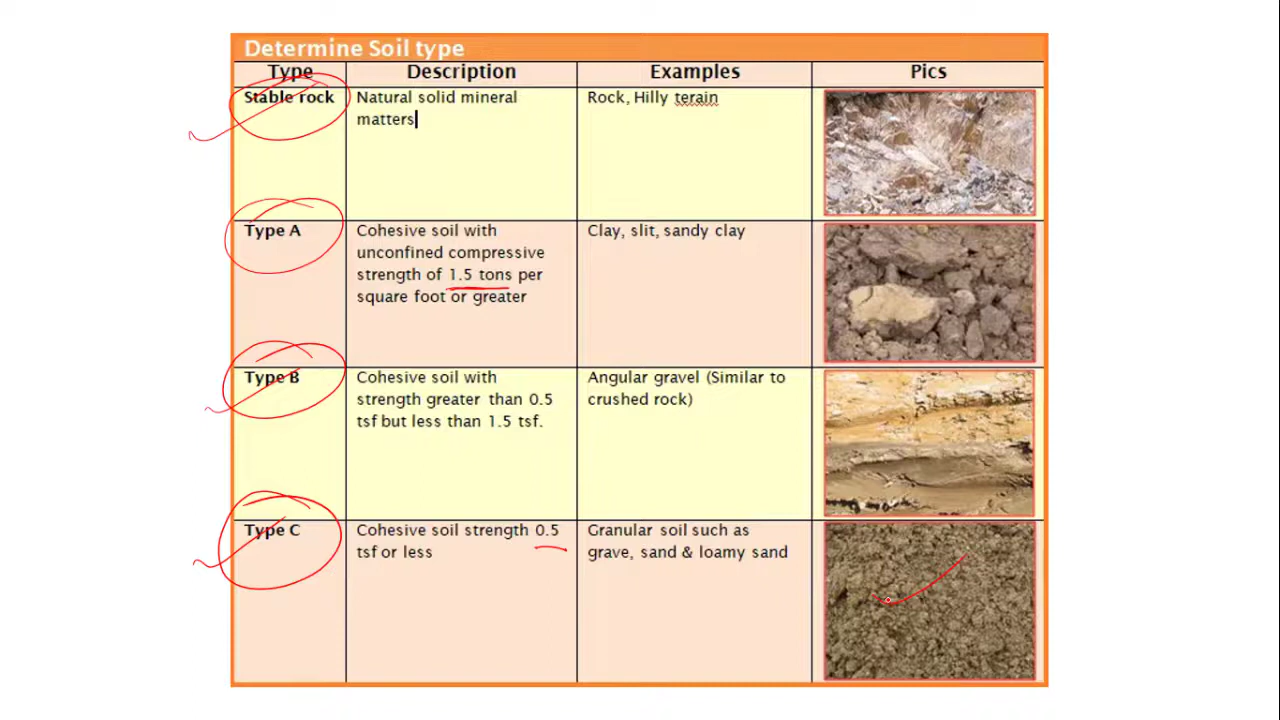 Determine Soil type
Type Description Examples Pics
Stable rock Natural solid mineral Rock, Hilly terain
matters
Type A Cohesive soil with Clay, slit, sandy clay
unconfined compressive
strength of 1.5 tons per
square foot or greater
Type B Cohesive soil with Angular gravel (Similar to
strength greater than 0.5 crushed rock)
tsf but less than 1.5 tsf.
Type C Cohesive soil strength 0.5 Granular soil such as
tsf or less grave, sand & loamy sand